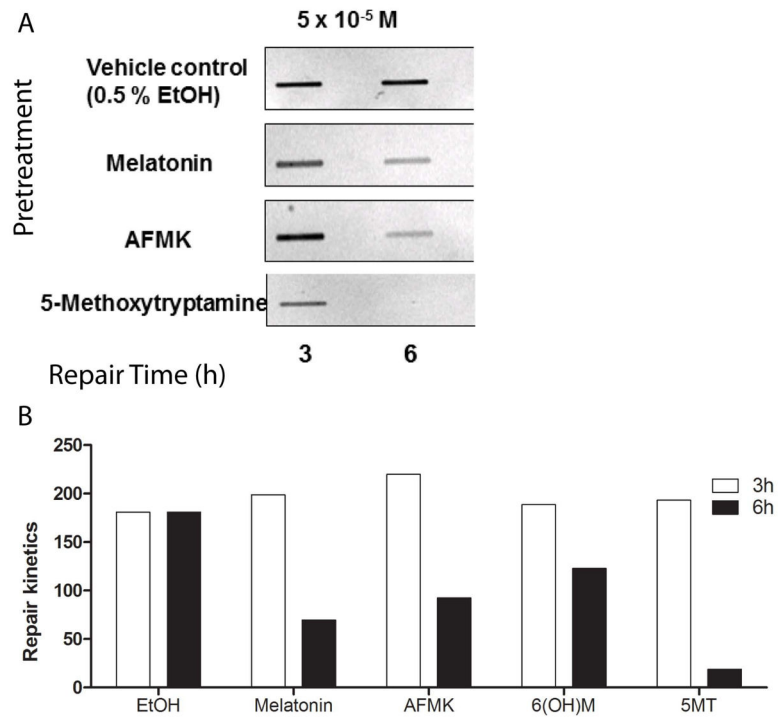 A
5 x 10-5 M
Pretreatment
Vehicle control
(0.5 % EtOH)
Melatonin
AFMK
5-Methoxytryptamine
3 6
Repair Time (h)
B
Repair kinetics
250
200
150
100
50
0
3h
6h
EtOH Melatonin AFMK 6(OH)M 5MT